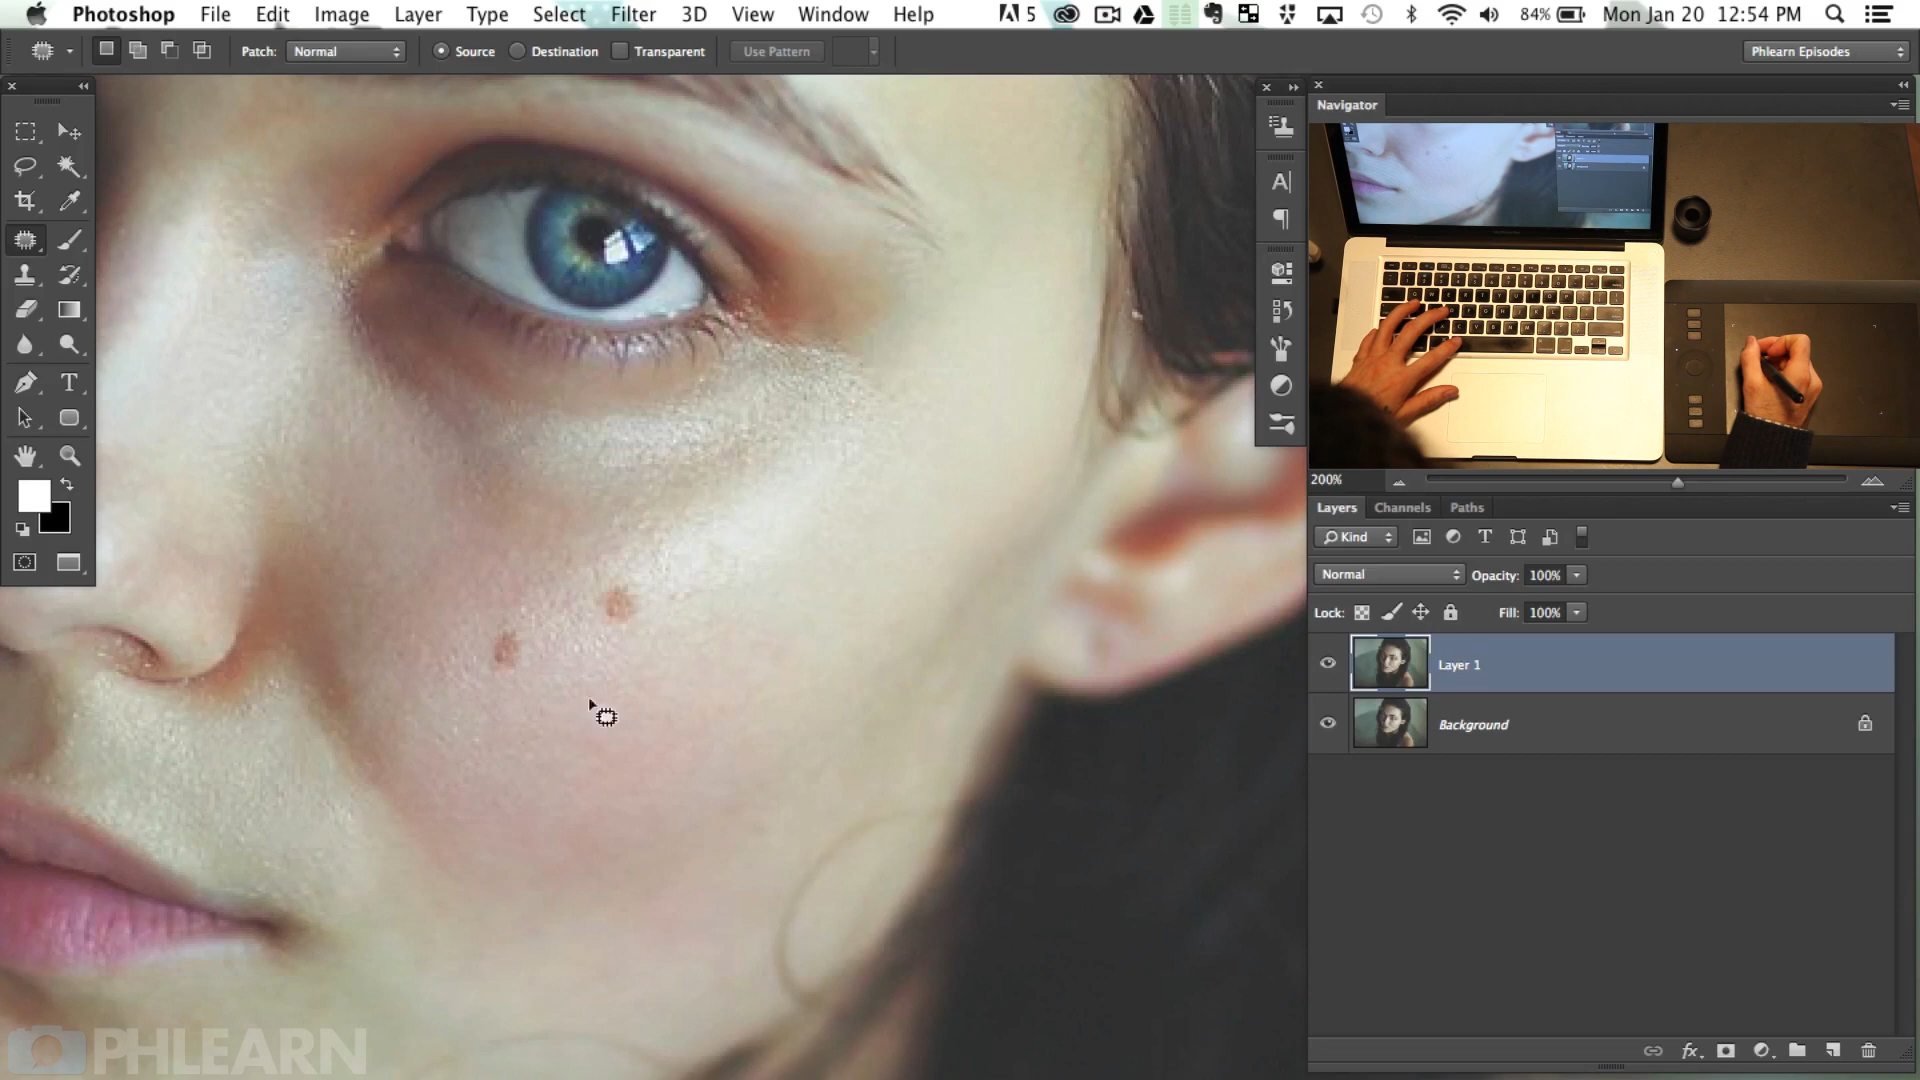 Photoshop File Edit Image Layer Type Select Filter 3D View Window Help 5 84% Mon Jan 20 12:54 PM
Patch: Normal Source Destination Transparent Use Pattern Phlearn Episodes
Navigator
200%
Layers Channels Paths
Kind T
Normal Opacity: 100%
Lock: Fill: 100%
Layer 1
Background
fx
PHLEARN